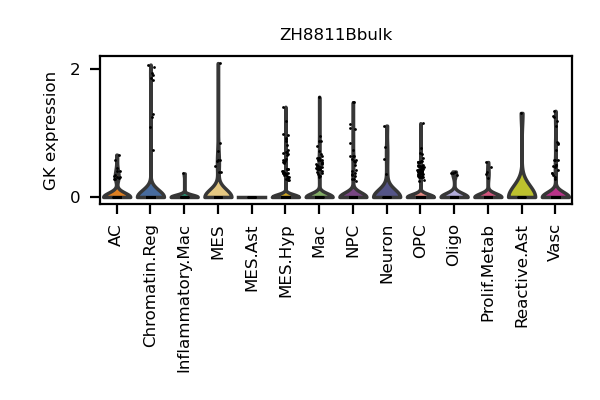 ZH8811Bbulk
GK expression
2
0
AC
Chromatin.Reg
Inflammatory.Mac
MES
MES.Ast
MES.Hyp
Mac
NPC
Neuron
OPC
Oligo
Prolif.Metab
Reactive.Ast
Vasc